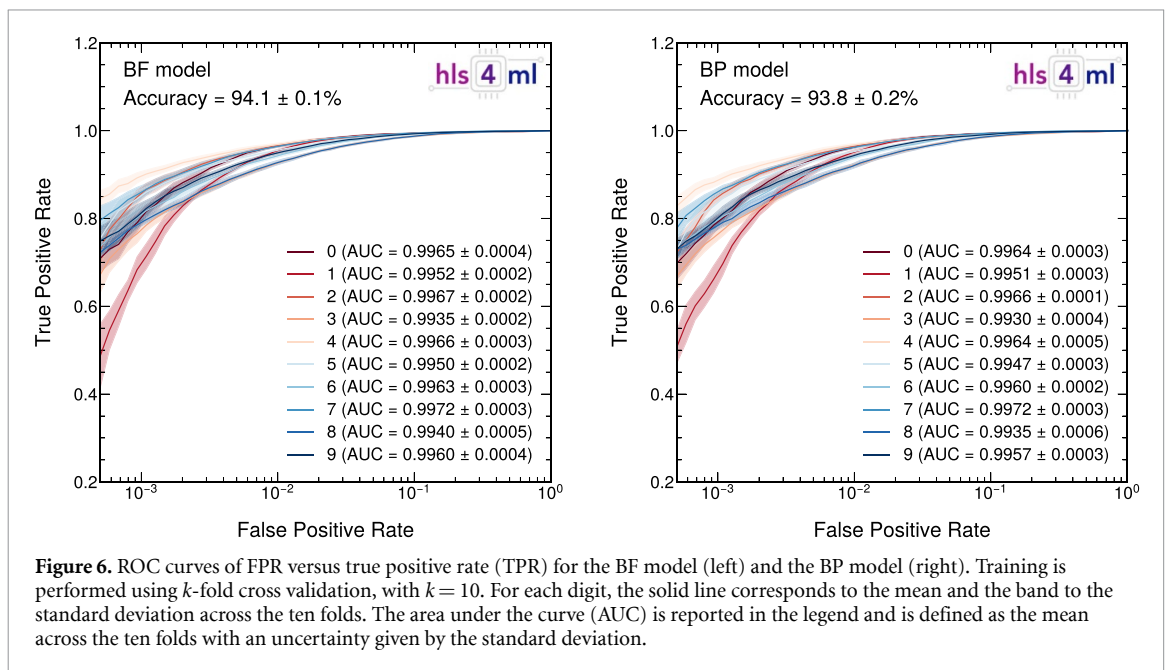 1.2
1.0
0.8
0.6
0.4
0.2
True Positive Rate
BF model
Accuracy = 94.1 ± 0.1%
hls 4 ml
0 (AUC = 0.9965 ± 0.0004)
1 (AUC = 0.9952 ± 0.0002)
2 (AUC = 0.9967 ± 0.0002)
3 (AUC = 0.9935 ± 0.0002)
4 (AUC = 0.9966 ± 0.0003)
5 (AUC = 0.9950 ± 0.0002)
6 (AUC = 0.9963 ± 0.0003)
7 (AUC = 0.9972 ± 0.0003)
8 (AUC = 0.9940 ± 0.0005)
9 (AUC = 0.9960 ± 0.0004)
10⁻³ 10⁻² 10⁻¹ 10⁰
False Positive Rate
1.2
1.0
0.8
0.6
0.4
0.2
True Positive Rate
BP model
Accuracy = 93.8 ± 0.2%
hls 4 ml
0 (AUC = 0.9964 ± 0.0003)
1 (AUC = 0.9951 ± 0.0003)
2 (AUC = 0.9966 ± 0.0001)
3 (AUC = 0.9930 ± 0.0004)
4 (AUC = 0.9964 ± 0.0005)
5 (AUC = 0.9947 ± 0.0003)
6 (AUC = 0.9960 ± 0.0002)
7 (AUC = 0.9972 ± 0.0003)
8 (AUC = 0.9935 ± 0.0006)
9 (AUC = 0.9957 ± 0.0003)
10⁻³ 10⁻² 10⁻¹ 10⁰
False Positive Rate
Figure 6. ROC curves of FPR versus true positive rate (TPR) for the BF model (left) and the BP model (right). Training is
performed using k-fold cross validation, with k = 10. For each digit, the solid line corresponds to the mean and the band to the
standard deviation across the ten folds. The area under the curve (AUC) is reported in the legend and is defined as the mean
across the ten folds with an uncertainty given by the standard deviation.